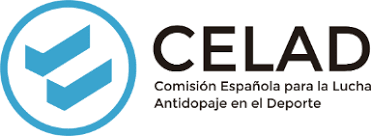 CELAD
Comisión Española para la Lucha
Antidopaje en el Deporte